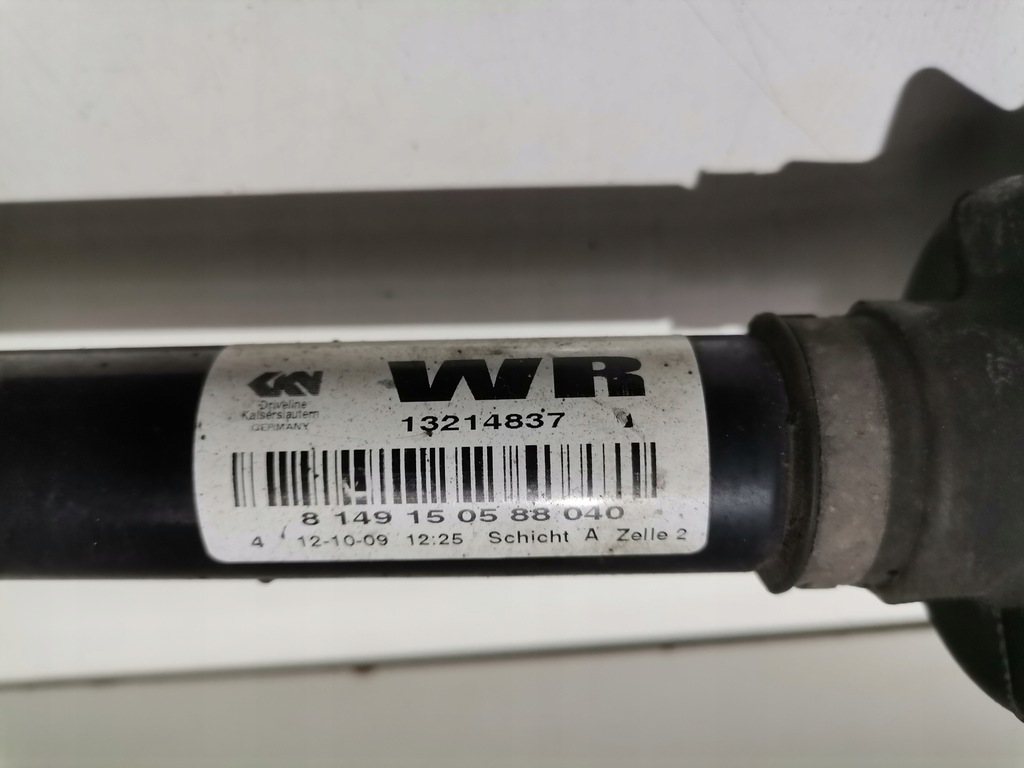 GKN
Driveline
Kaiserslautern
GERMANY
WR
13214837
8 149 15 05 88 040
4 12-10-09 12:25 Schicht A Zelle 2